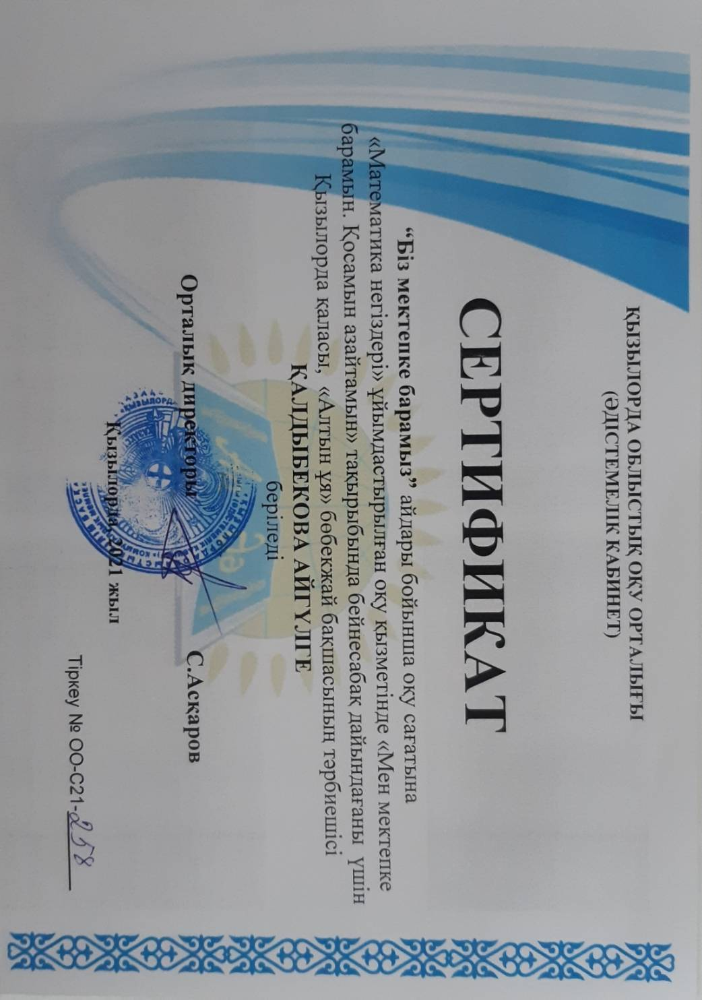 ҚЫЗЫЛОРДА ОБЛЫСТЫҚ ОҚУ ОРТАЛЫҒЫ
(ӘДІСТЕМЕЛІК КАБИНЕТ)
СЕРТИФИКАТ
“Біз мектепке барамыз” айдары бойынша оқу сағатына
«Математика негіздері» ұйымдастырылған оқу қызметінде «Мен мектепке
барамын. Қосамын азайтамын» тақырыбында бейнесабақ дайындағаны үшін
Қызылорда қаласы, «Алтын ұя» бөбекжай бақшасының тәрбиешісі
ҚАЛДЫБЕКОВА АЙГҮЛГЕ
беріледі
Орталық директоры С.Асқаров
Қызылорда, 2021 жыл
Тіркеу № ОО-С21-258